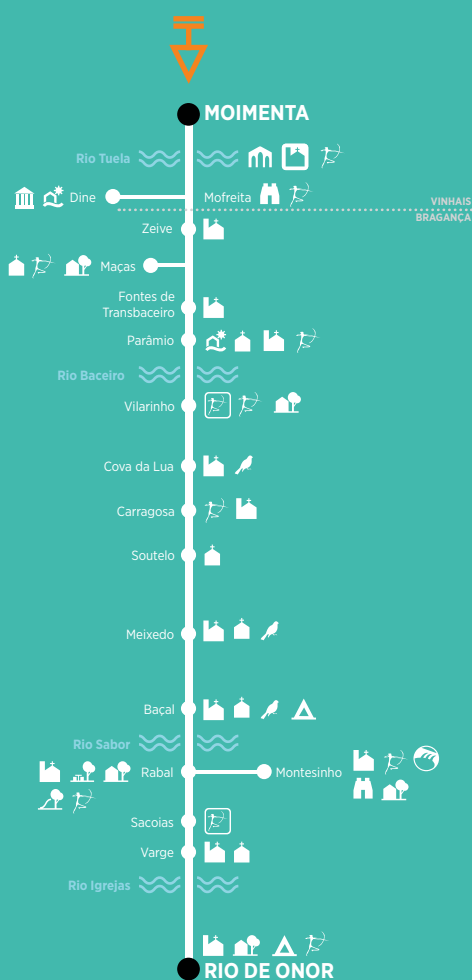 MOIMENTA
Rio Tuela
Dine
Mofreita
VINHAIS
BRAGANÇA
Zeive
Maças
Fontes de
Transbaceiro
Parâmio
Rio Baceiro
Vilarinho
Cova da Lua
Carragosa
Soutelo
Meixedo
Baçal
Rio Sabor
Rabal
Montesinho
Sacoias
Varge
Rio Igrejas
RIO DE ONOR